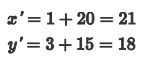 x′ = 1 + 20 = 21
y′ = 3 + 15 = 18